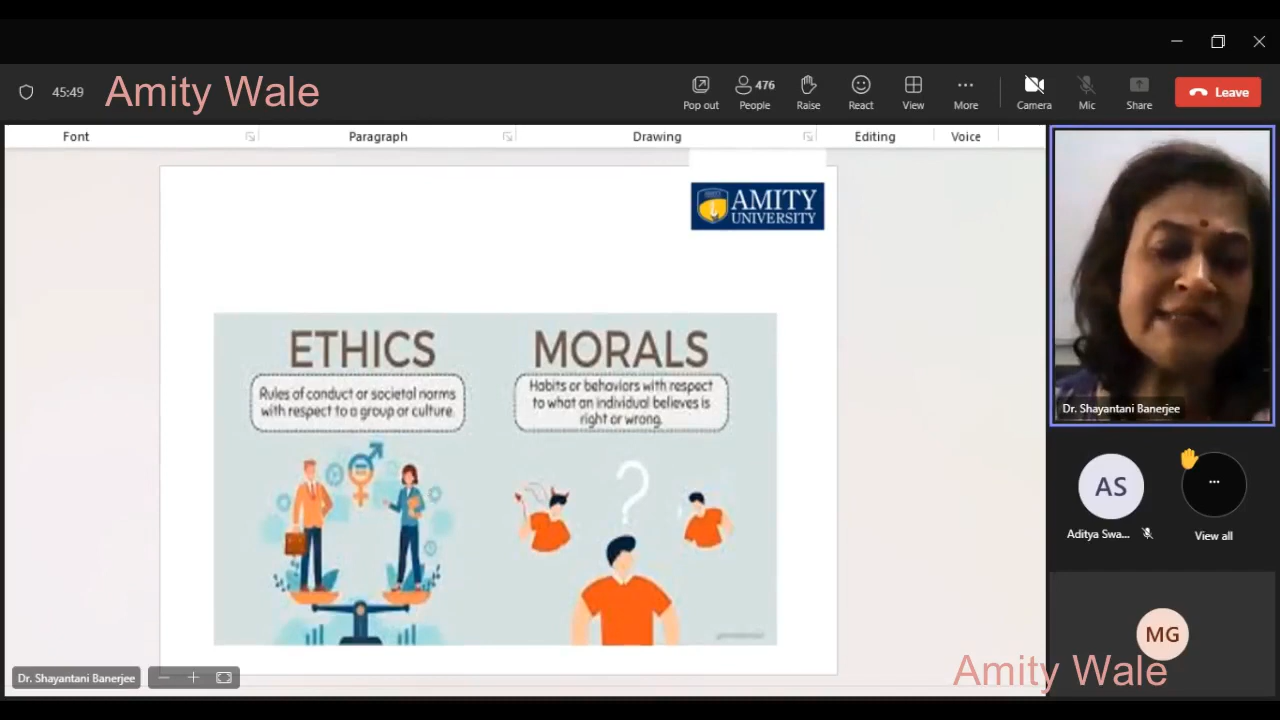 45:49
Amity Wale
476
Pop out
People
Raise
React
View
More
Camera
Mic
Share
Leave
Font
Paragraph
Drawing
Editing
Voice
AMITY
UNIVERSITY
ETHICS
Rules of conduct or societal norms
with respect to a group or culture.
MORALS
Habits or behaviors with respect
to what an individual believes is
right or wrong.
Dr. Shayantani Banerjee
AS
Aditya Swa...
...
View all
MG
Dr. Shayantani Banerjee
Amity Wale